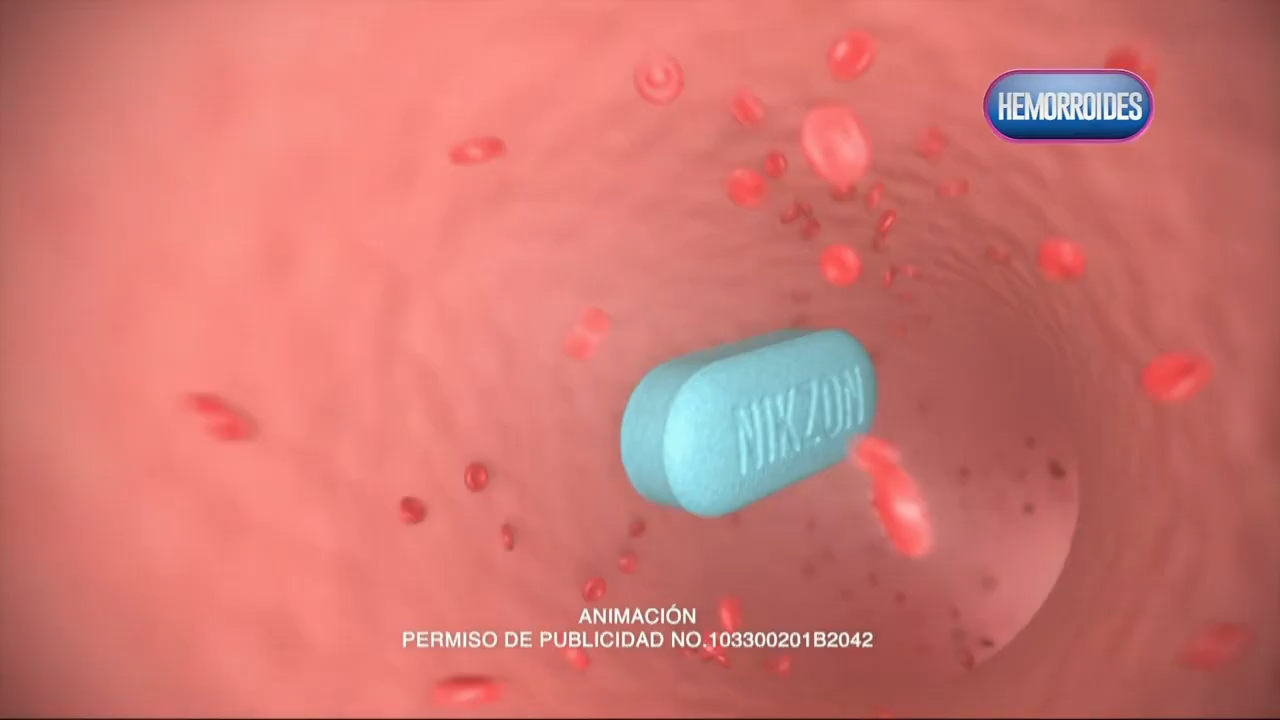 HEMORROIDES
NIXZON
ANIMACIÓN
PERMISO DE PUBLICIDAD NO.103300201B2042